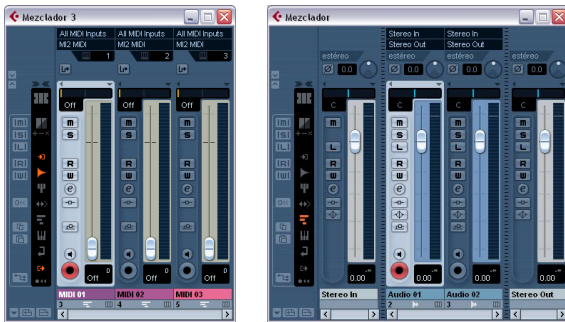 Mezclador 3
All MIDI Inputs All MIDI Inputs All MIDI Inputs
MI2 MIDI MI2 MIDI MI2 MIDI
1 2 3
Off Off Off
m m m
S S S
R R R
W W W
e e e
[M]
[S]
[L]
[R]
[W]
0 0 0
Off Off Off
MIDI 01 MIDI 02 MIDI 03
3 4 5
Mezclador
Stereo In Stereo In
Stereo Out Stereo Out
estéreo estéreo
Ø 0.0 Ø 0.0 Ø 0.0 Ø 0.0
C C C C
m m m m
S S
L L L L
R R R
W W W W
e e e
[M]
[S]
[L]
[R]
[W]
-∞ -∞ -∞ -∞
0.00 0.00 0.00 0.00
Stereo In Audio 01 Audio 02 Stereo Out
2 3